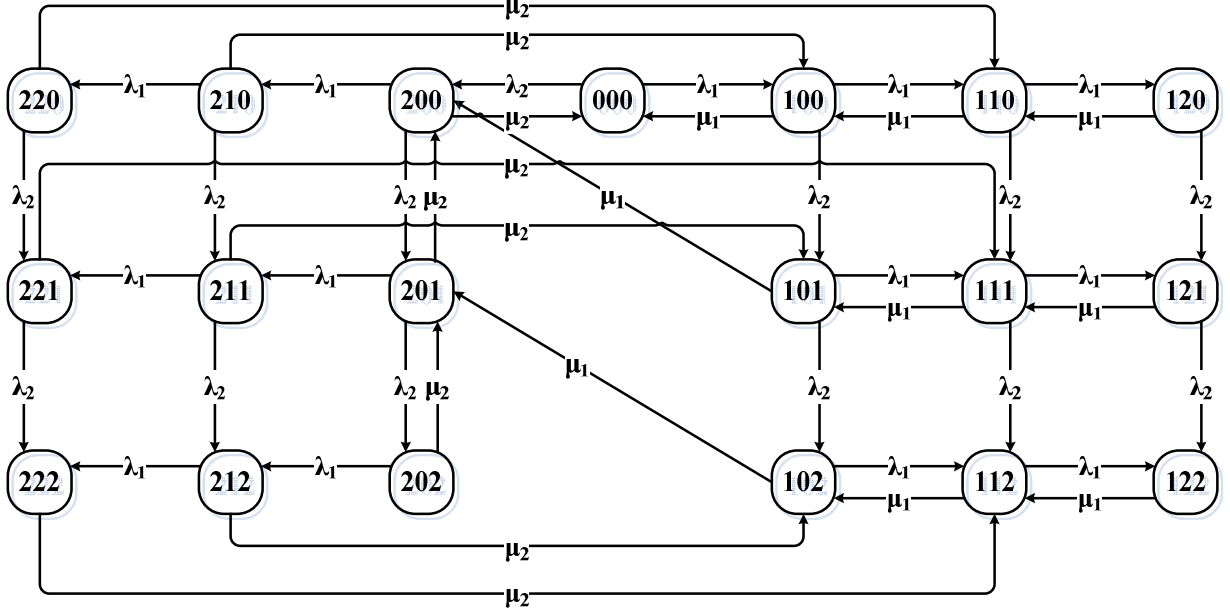 μ₂
μ₂
220 λ₁ 210 λ₁ 200 λ₂ 000 λ₁ 100 λ₁ 110 λ₁ 120
μ₂ μ₁ μ₁ μ₁
μ₂
λ₂ λ₂ λ₂ μ₂ μ₁ λ₂ λ₂ λ₂
μ₂
221 λ₁ 211 λ₁ 201 101 λ₁ 111 λ₁ 121
μ₁ μ₁
μ₁
λ₂ λ₂ λ₂ μ₂ λ₂ λ₂ λ₂
222 λ₁ 212 λ₁ 202 102 λ₁ 112 λ₁ 122
μ₁ μ₁
μ₂
μ₂